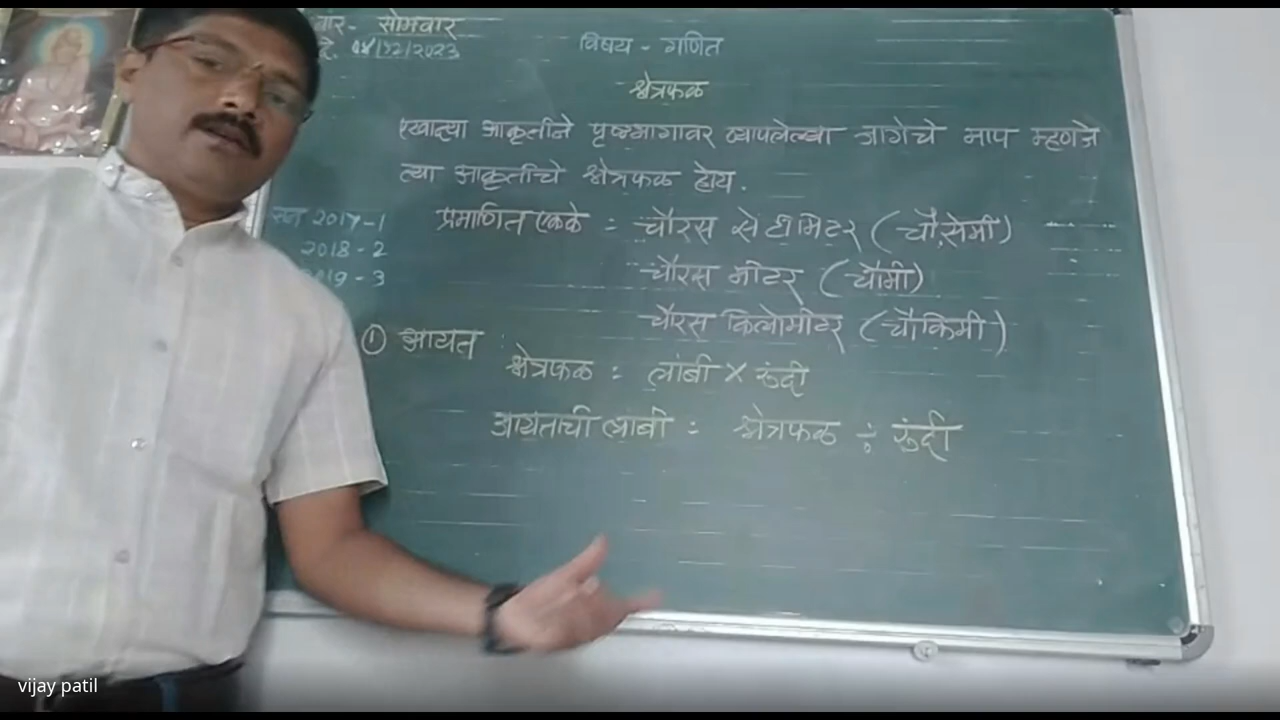 वार- सोमवार
दि. 04/12/2023
विषय - गणित
क्षेत्रफळ
एखाद्या आकृतीने पृष्ठभागावर व्यापलेल्या जागेचे माप म्हणजे
त्या आकृतीचे क्षेत्रफळ होय.
सन 2017-1
2018-2
2019-3
प्रमाणित एकके = चौरस सेंटीमिटर (चौ.सेमी)
चौरस मीटर (चौमी)
चौरस किलोमीटर (चौकिमी)
① आयत :
क्षेत्रफळ = लांबी × रुंदी
आयताची लांबी = क्षेत्रफळ ÷ रुंदी
vijay patil